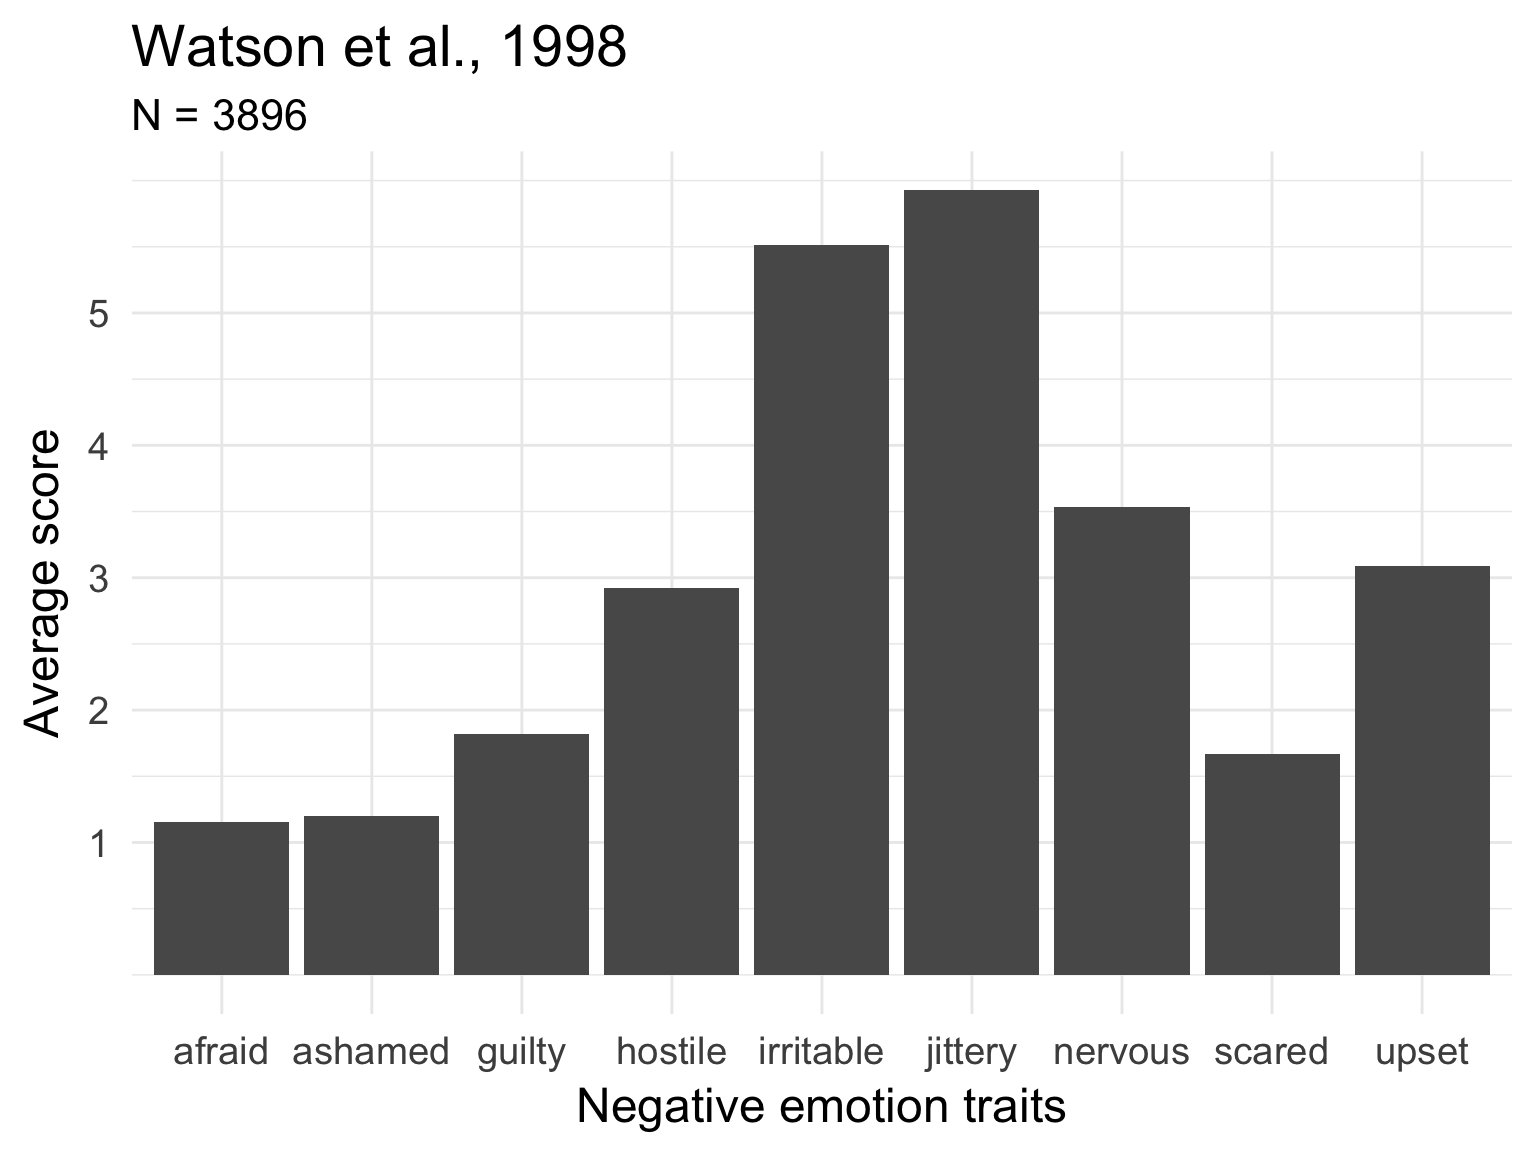 Watson et al., 1998
N = 3896
Average score
5
4
3
2
1
afraid ashamed guilty hostile irritable jittery nervous scared upset
Negative emotion traits